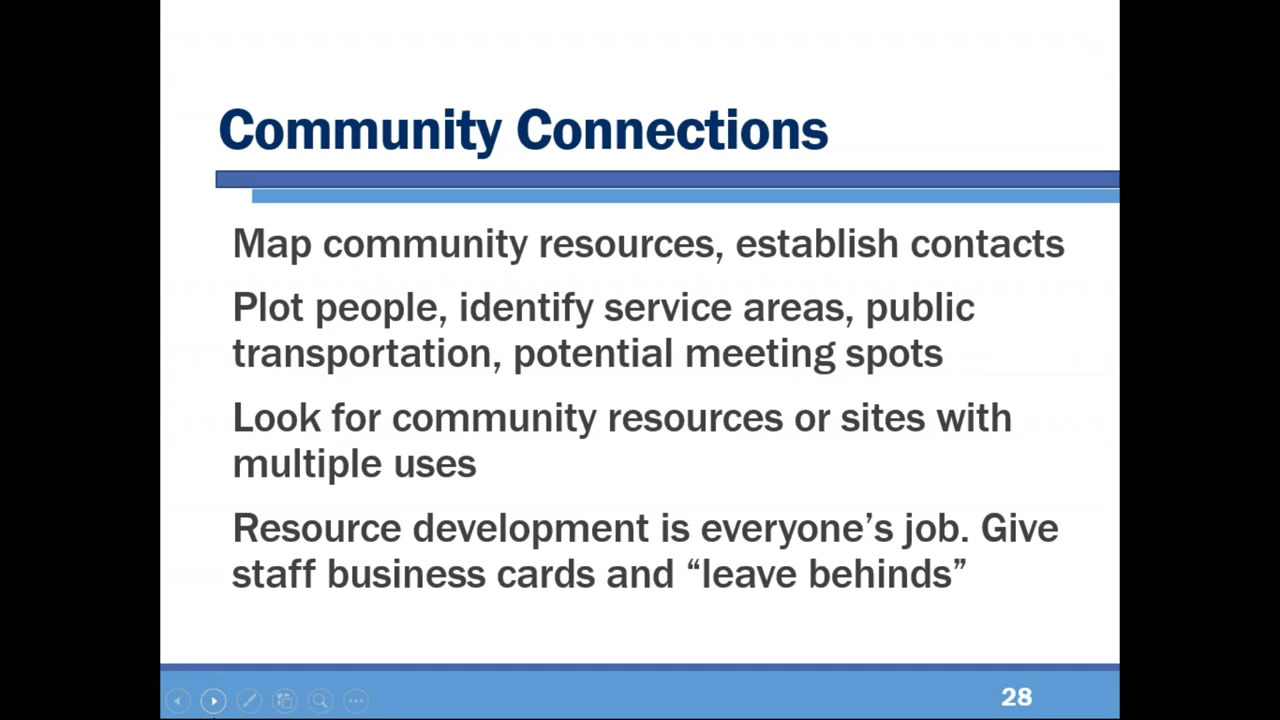 Community Connections
Map community resources, establish contacts
Plot people, identify service areas, public
transportation, potential meeting spots
Look for community resources or sites with
multiple uses
Resource development is everyone’s job. Give
staff business cards and “leave behinds”
28